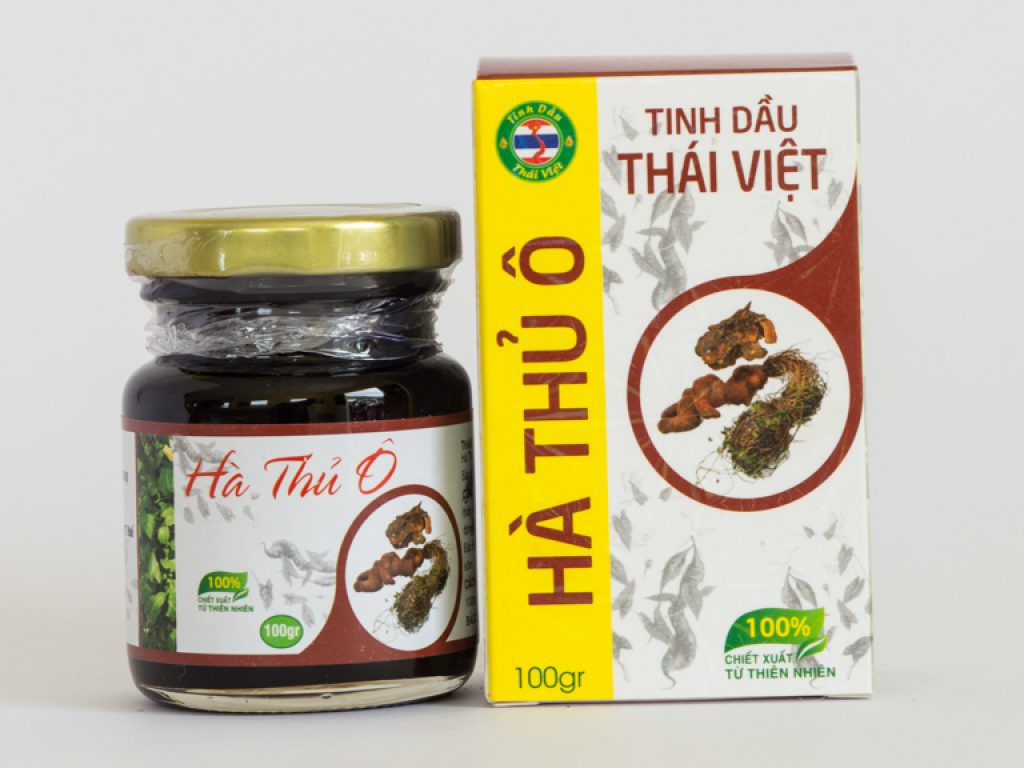 Hà Thủ Ô
100%
CHIẾT XUẤT
TỪ THIÊN NHIÊN
100gr
Tinh Dầu
Thái Việt
TINH DẦU
THÁI VIỆT
HÀ THỦ Ô
100%
CHIẾT XUẤT
TỪ THIÊN NHIÊN
100gr